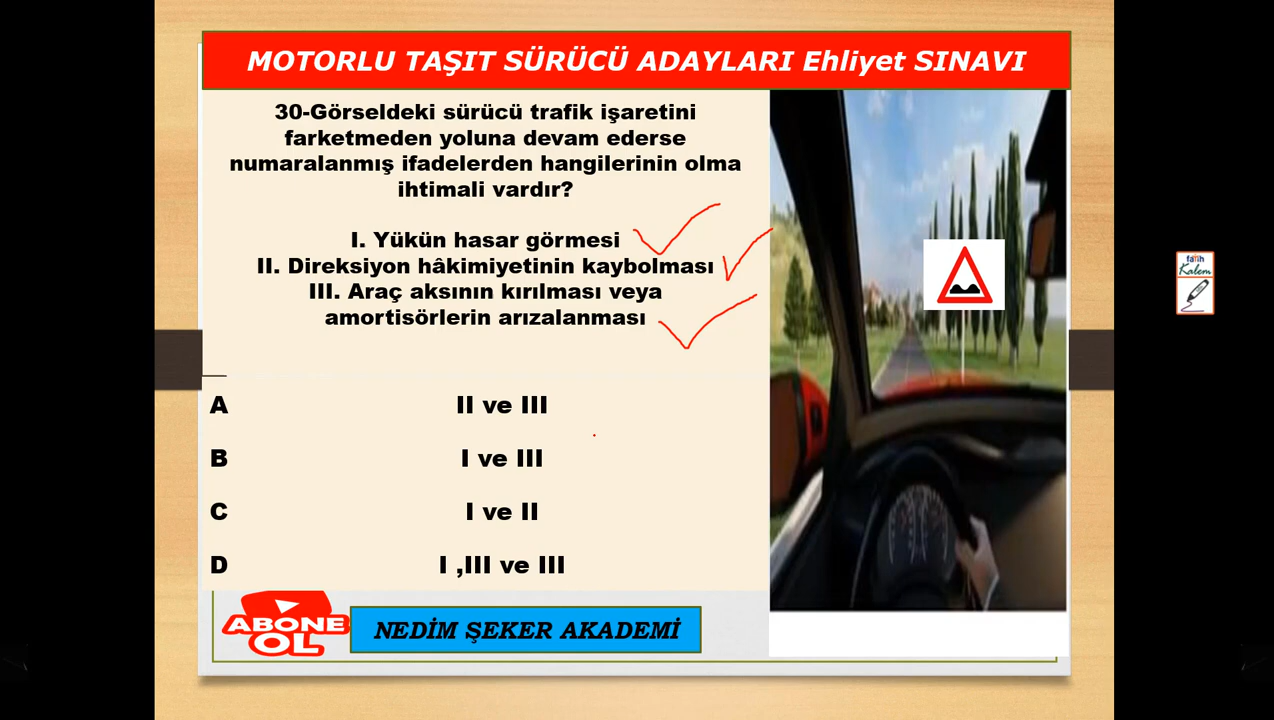 MOTORLU TAŞIT SÜRÜCÜ ADAYLARI Ehliyet SINAVI
30-Görseldeki sürücü trafik işaretini
farketmeden yoluna devam ederse
numaralanmış ifadelerden hangilerinin olma
ihtimali vardır?
I. Yükün hasar görmesi
II. Direksiyon hâkimiyetinin kaybolması
III. Araç aksının kırılması veya
amortisörlerin arızalanması
A II ve III
B I ve III
C I ve II
D I ,III ve III
ABONE
OL
NEDİM ŞEKER AKADEMİ
fatih
Kalem